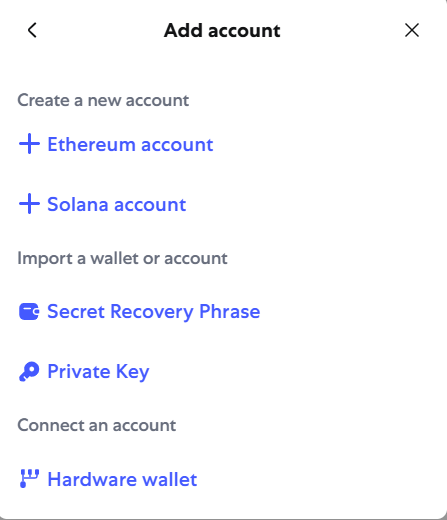 Add account
Create a new account
Ethereum account
Solana account
Import a wallet or account
Secret Recovery Phrase
Private Key
Connect an account
Hardware wallet